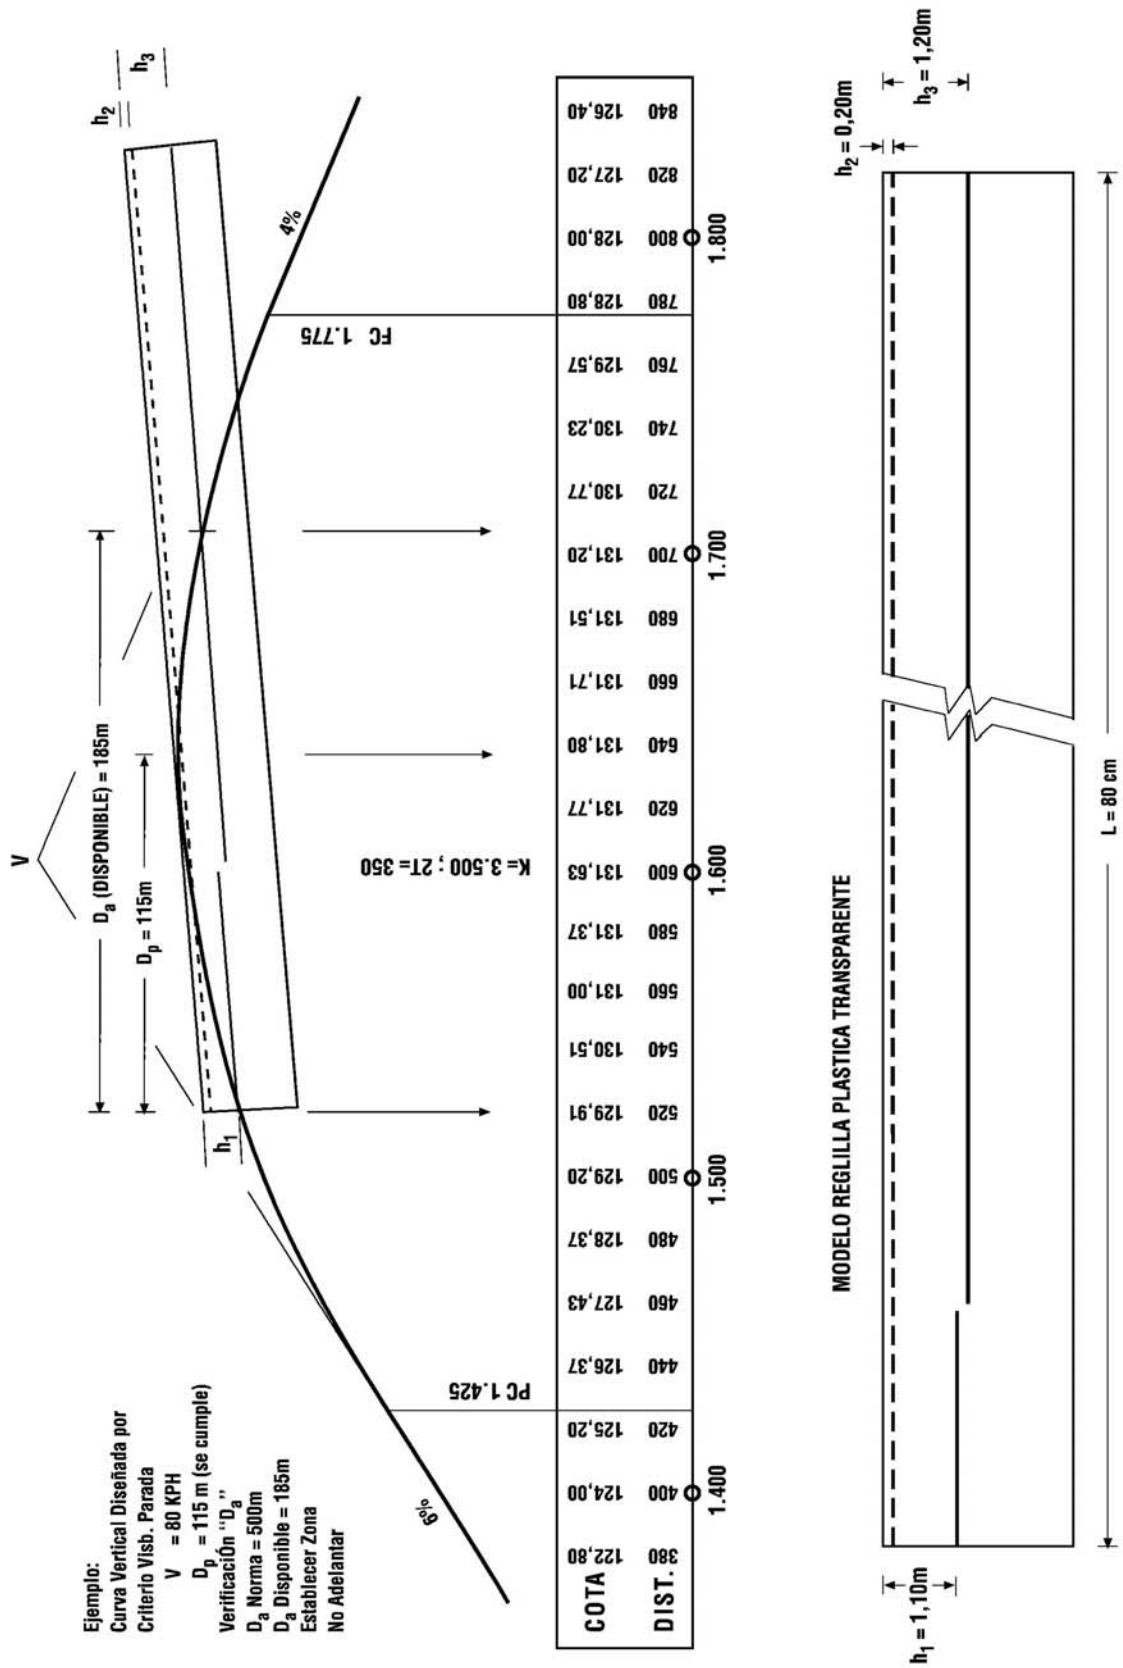 Ejemplo:
Curva Vertical Diseñada por
Criterio Visb. Parada
V = 80 KPH
Dp = 115 m (se cumple)
Verificación "Da"
Da Norma = 500m
Da Disponible = 185m
Establecer Zona
No Adelantar
V
Da (DISPONIBLE) = 185m
Dp = 115m
h1
h2
h3
6%
4%
PC 1.425
K= 3.500 ; 2T= 350
FC 1.775
COTA 122,80 124,00 125,20 126,37 127,43 128,37 129,20 129,91 130,51 131,00 131,37 131,63 131,77 131,80 131,71 131,51 131,20 130,77 130,23 129,57 128,80 128,00 127,20 126,40
DIST. 380 400 420 440 460 480 500 520 540 560 580 600 620 640 660 680 700 720 740 760 780 800 820 840
1.400 1.500 1.600 1.700 1.800
MODELO REGLILLA PLASTICA TRANSPARENTE
h1 = 1,10m
h2 = 0,20m
h3 = 1,20m
L = 80 cm